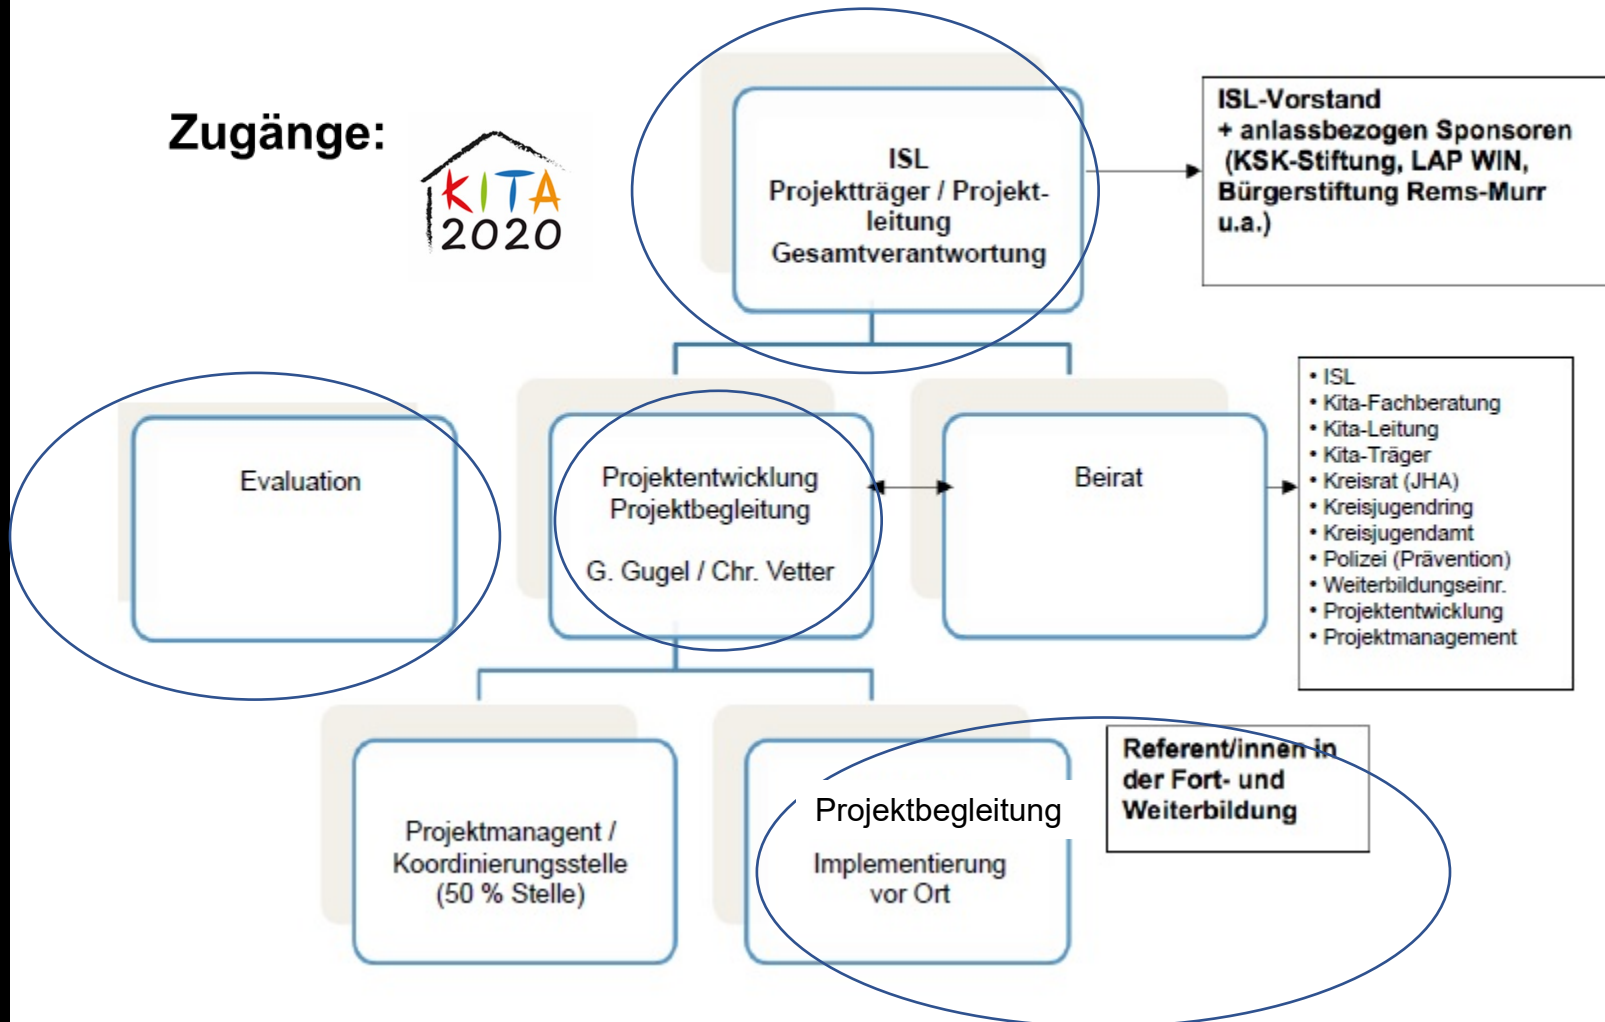 Zugänge:
KITA
2020
ISL
Projektträger / Projekt-
leitung
Gesamtverantwortung
ISL-Vorstand
+ anlassbezogen Sponsoren
(KSK-Stiftung, LAP WIN,
Bürgerstiftung Rems-Murr
u.a.)
Evaluation
Projektentwicklung
Projektbegleitung
G. Gugel / Chr. Vetter
Beirat
• ISL
• Kita-Fachberatung
• Kita-Leitung
• Kita-Träger
• Kreisrat (JHA)
• Kreisjugendring
• Kreisjugendamt
• Polizei (Prävention)
• Weiterbildungseinr.
• Projektentwicklung
• Projektmanagement
Projektmanagent /
Koordinierungsstelle
(50 % Stelle)
Projektbegleitung
Implementierung
vor Ort
Referent/innen in
der Fort- und
Weiterbildung